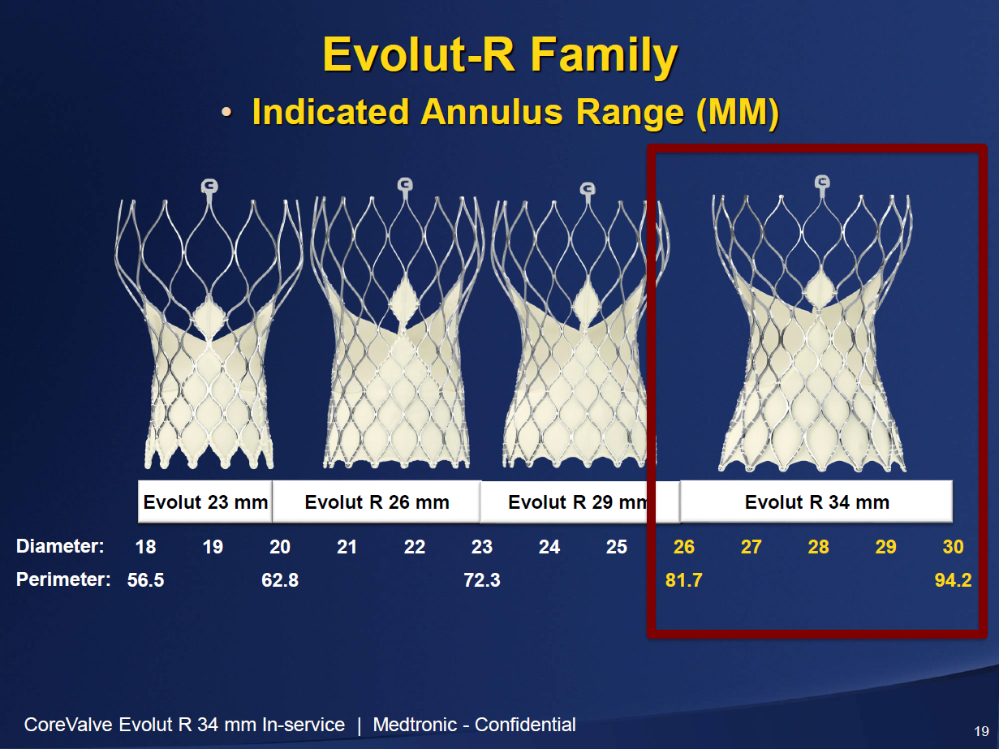 Evolut-R Family
• Indicated Annulus Range (MM)
C C C C
Evolut 23 mm Evolut R 26 mm Evolut R 29 mm Evolut R 34 mm
Diameter: 18 19 20 21 22 23 24 25 26 27 28 29 30
Perimeter: 56.5 62.8 72.3 81.7 94.2
CoreValve Evolut R 34 mm In-service | Medtronic - Confidential
19